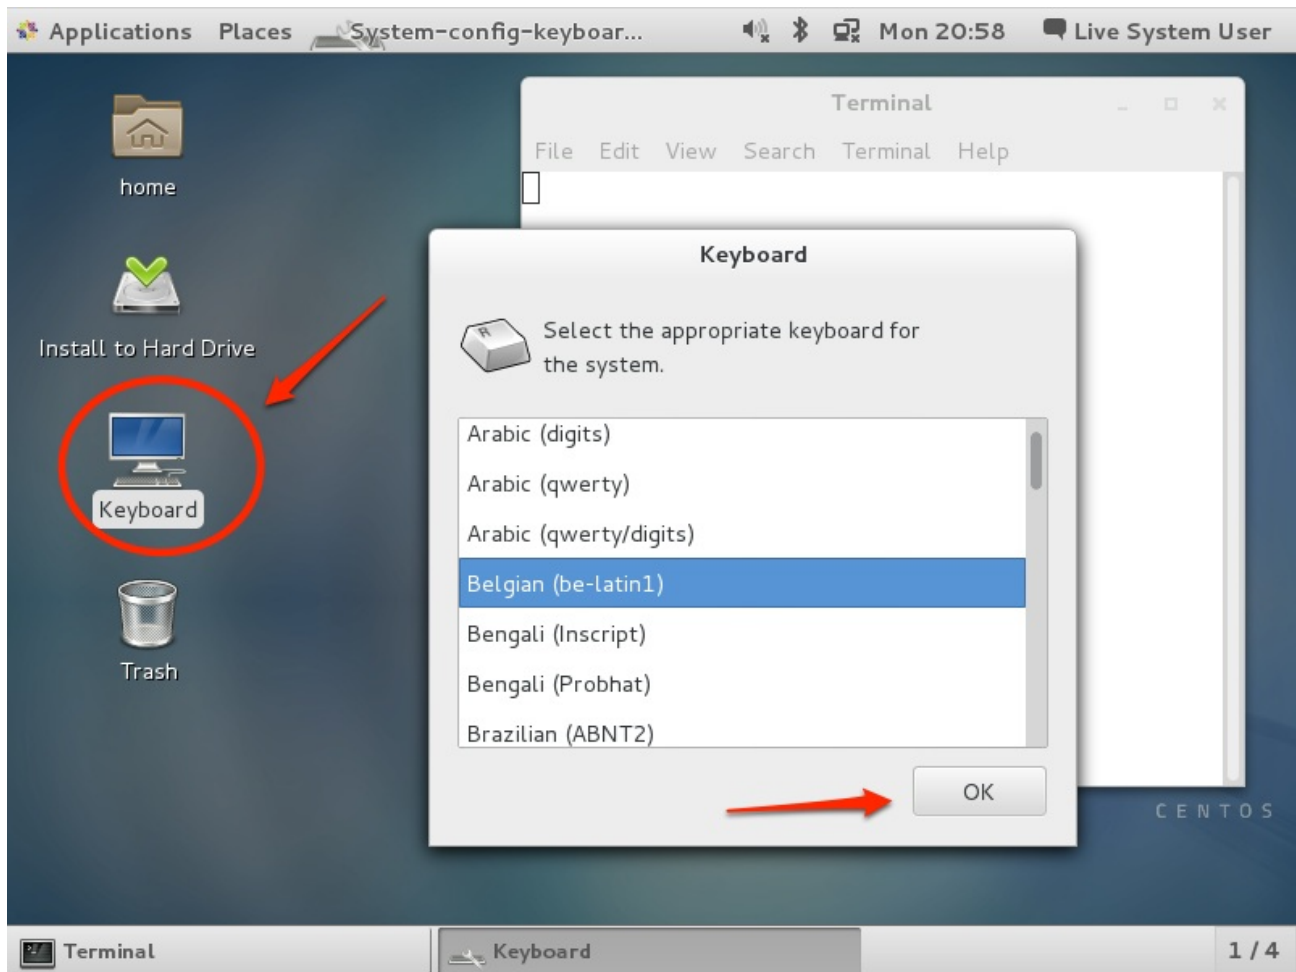 Applications Places System-config-keyboar... Mon 20:58 Live System User
home
Install to Hard Drive
Keyboard
Trash
Terminal
File Edit View Search Terminal Help
Keyboard
R
Select the appropriate keyboard for
the system.
Arabic (digits)
Arabic (qwerty)
Arabic (qwerty/digits)
Belgian (be-latin1)
Bengali (Inscript)
Bengali (Probhat)
Brazilian (ABNT2)
OK
CENTOS
Terminal Keyboard 1 / 4